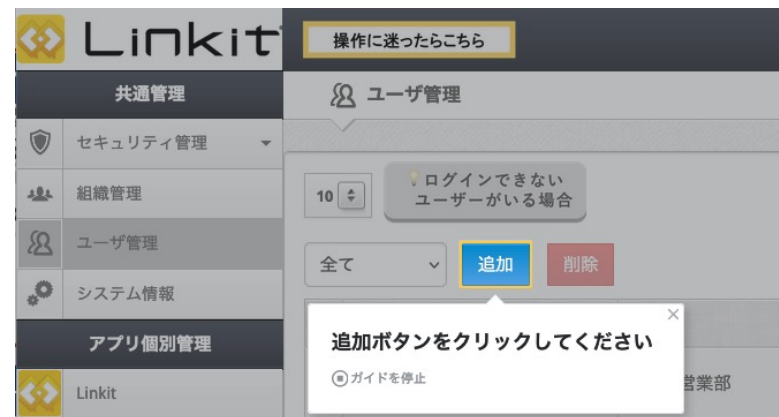 Linkit
操作に迷ったらこちら
共通管理
ユーザ管理
セキュリティ管理
組織管理
ユーザ管理
システム情報
アプリ個別管理
Linkit
10
ログインできない
ユーザーがいる場合
全て
追加
削除
追加ボタンをクリックしてください
ガイドを停止
営業部